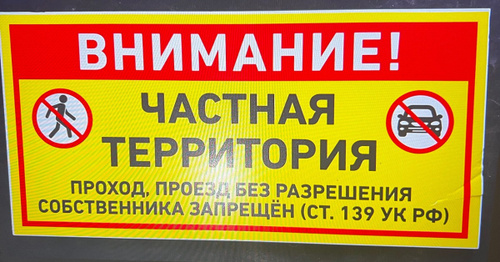 ВНИМАНИЕ!
ЧАСТНАЯ
ТЕРРИТОРИЯ
ПРОХОД, ПРОЕЗД БЕЗ РАЗРЕШЕНИЯ
СОБСТВЕННИКА ЗАПРЕЩЁН (СТ. 139 УК РФ)